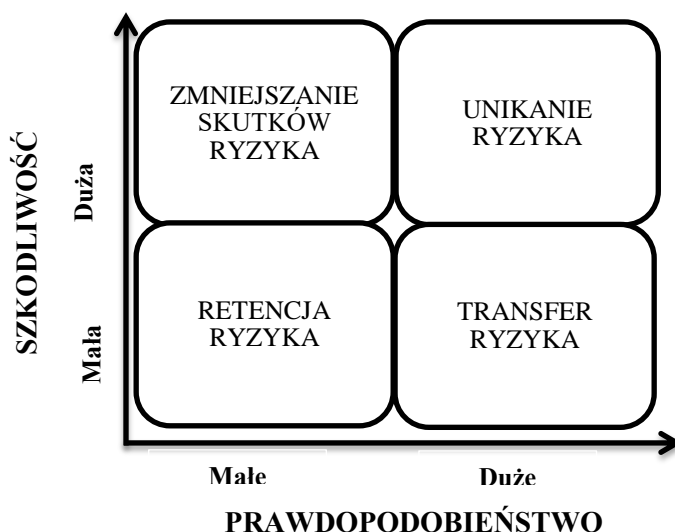 SZKODLIWOŚĆ
Duża
Mała
ZMNIEJSZANIE
SKUTKÓW
RYZYKA
UNIKANIE
RYZYKA
RETENCJA
RYZYKA
TRANSFER
RYZYKA
Małe
Duże
PRAWDOPODOBIEŃSTWO